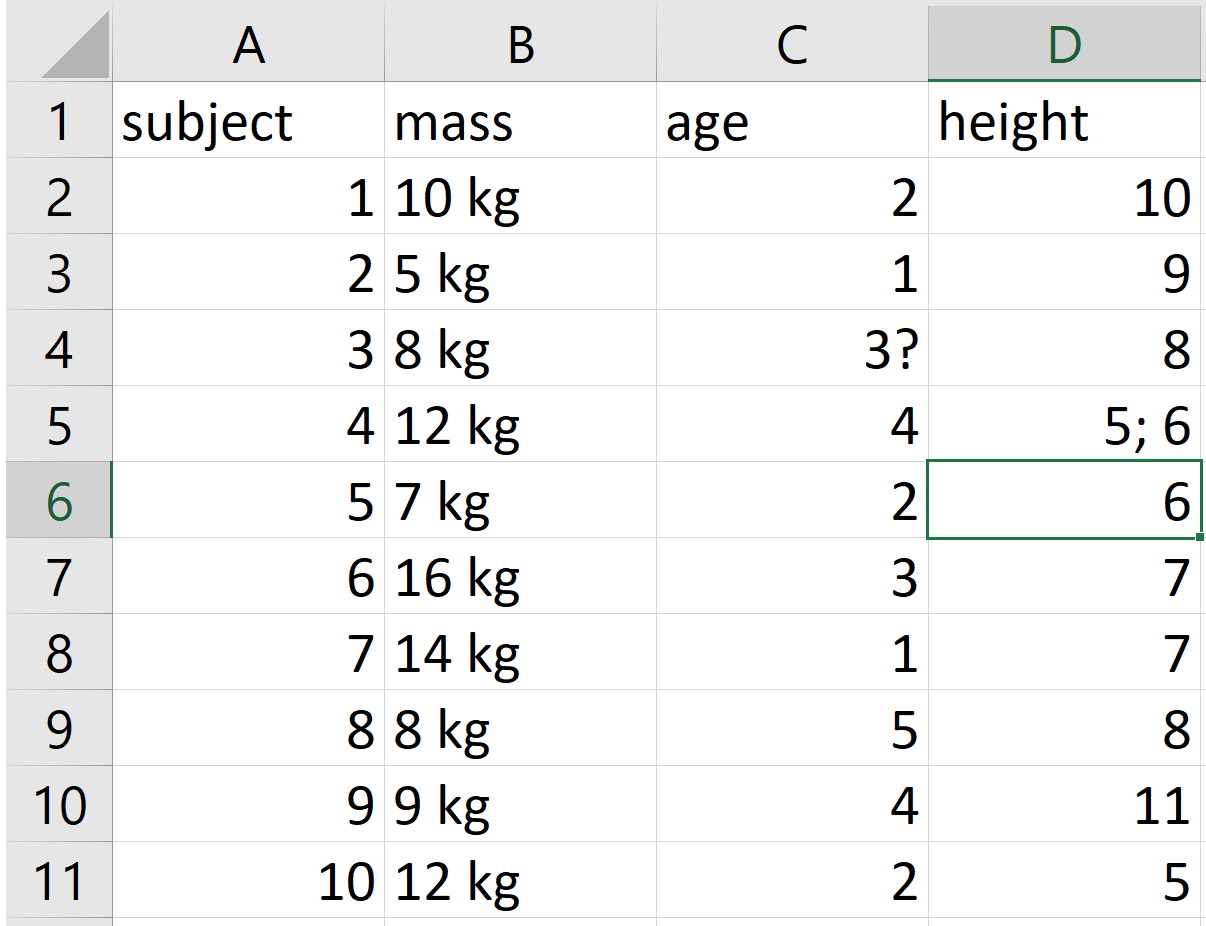 A B C D
1 subject mass age height
2 1 10 kg 2 10
3 2 5 kg 1 9
4 3 8 kg 3? 8
5 4 12 kg 4 5; 6
6 5 7 kg 2 6
7 6 16 kg 3 7
8 7 14 kg 1 7
9 8 8 kg 5 8
10 9 9 kg 4 11
11 10 12 kg 2 5